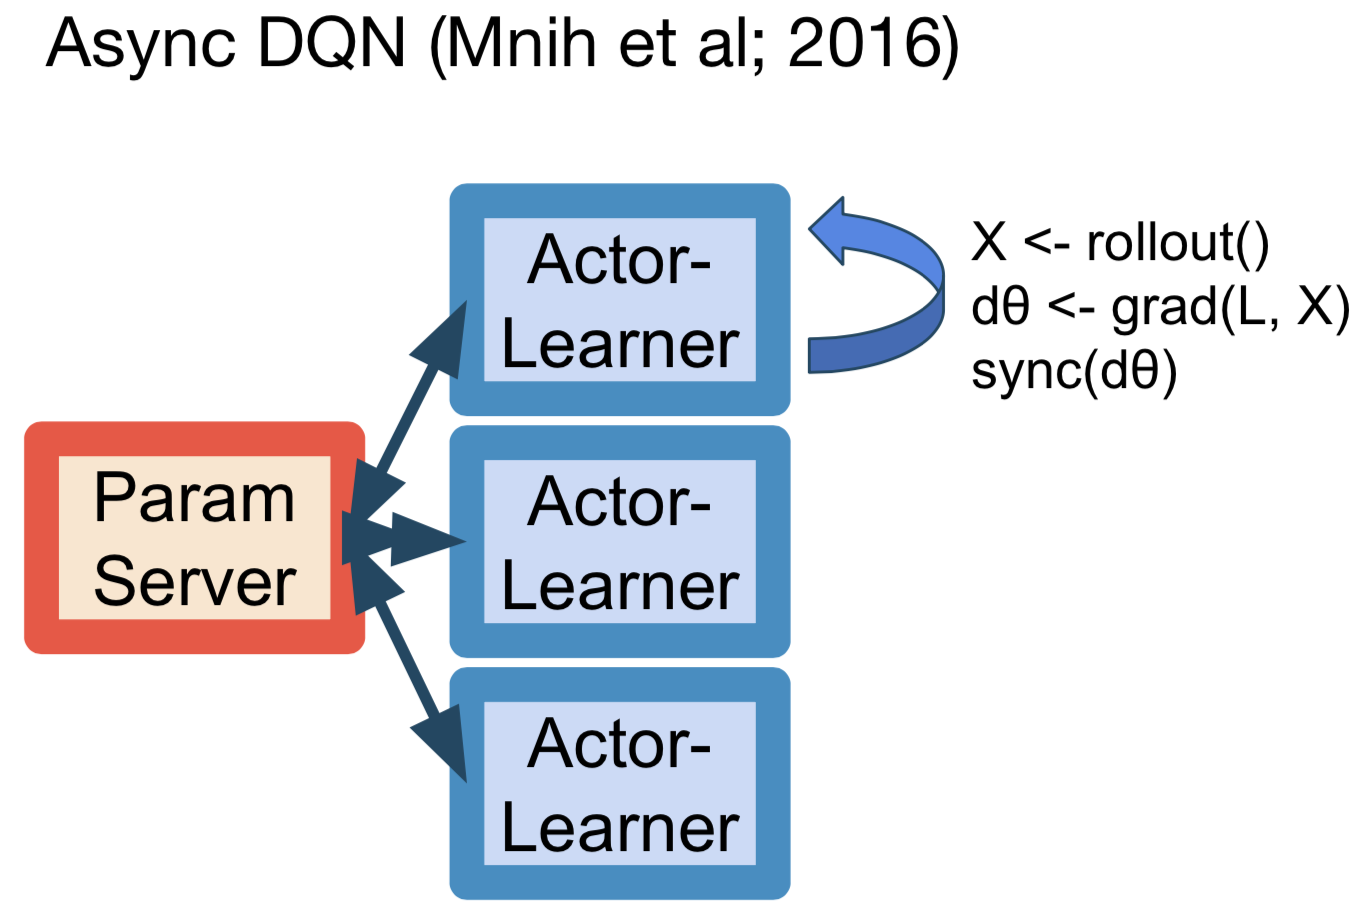 Async DQN (Mnih et al; 2016)
Actor-
Learner
X <- rollout()
dθ <- grad(L, X)
sync(dθ)
Param
Server
Actor-
Learner
Actor-
Learner